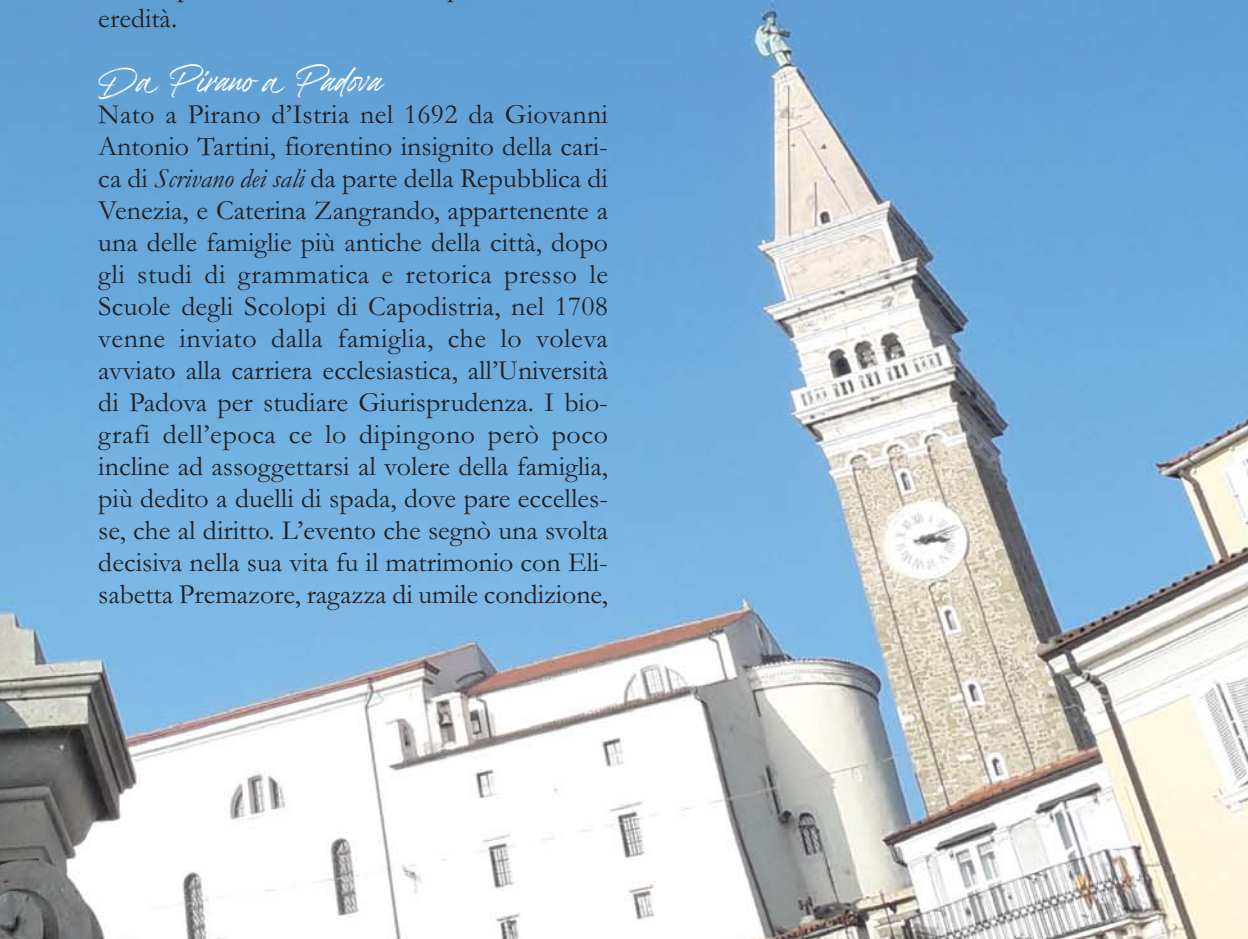 eredità.
Da Pirano a Padova
Nato a Pirano d'Istria nel 1692 da Giovanni
Antonio Tartini, fiorentino insignito della cari-
ca di Scrivano dei sali da parte della Repubblica di
Venezia, e Caterina Zangrando, appartenente a
una delle famiglie più antiche della città, dopo
gli studi di grammatica e retorica presso le
Scuole degli Scolopi di Capodistria, nel 1708
venne inviato dalla famiglia, che lo voleva
avviato alla carriera ecclesiastica, all'Università
di Padova per studiare Giurisprudenza. I bio-
grafi dell'epoca ce lo dipingono però poco
incline ad assoggettarsi al volere della famiglia,
più dedito a duelli di spada, dove pare eccelles-
se, che al diritto. L'evento che segnò una svolta
decisiva nella sua vita fu il matrimonio con Eli-
sabetta Premazore, ragazza di umile condizione,